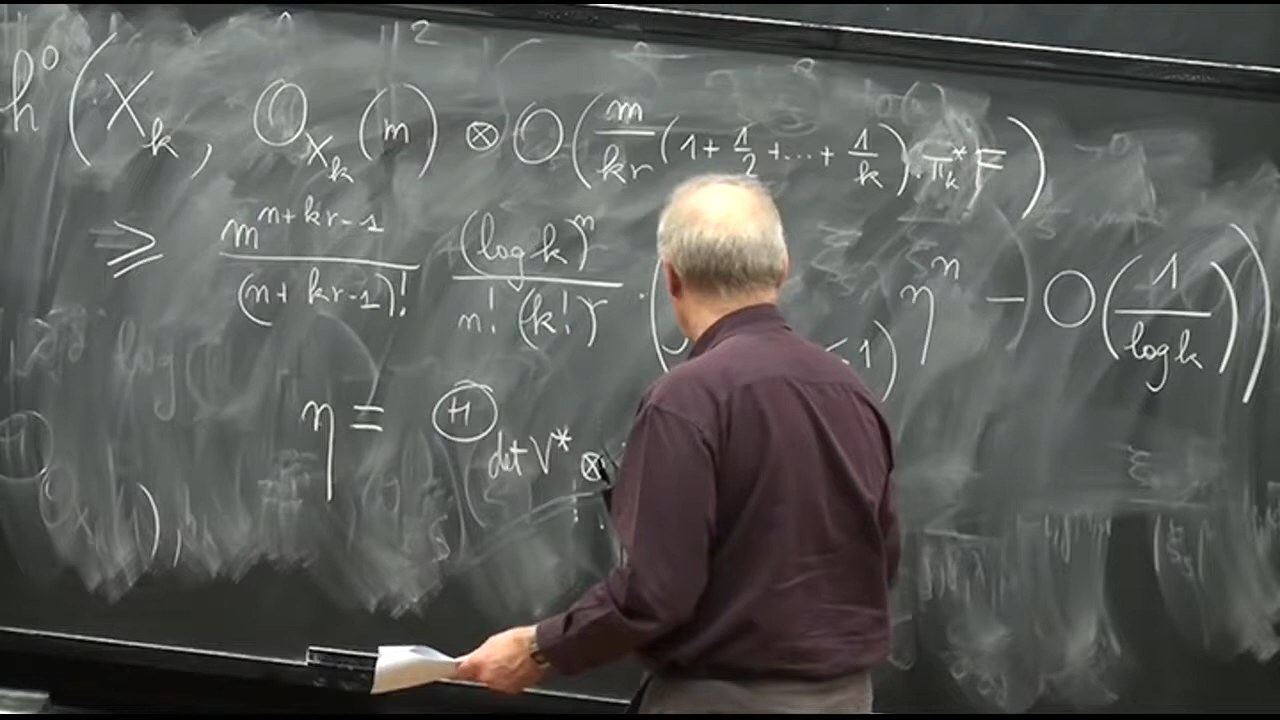 h⁰(X_k, O_{X_k}(m) ⊗ O(m/kr (1 + 1/2 + ... + 1/k) · π_k^* F)
≥ m^{n+kr-1}/(n+kr-1)! (log k)^n/n!(k!)^r · ( ≤1) η^n - O(1/log k))
η = Θ_{det V^* ⊗